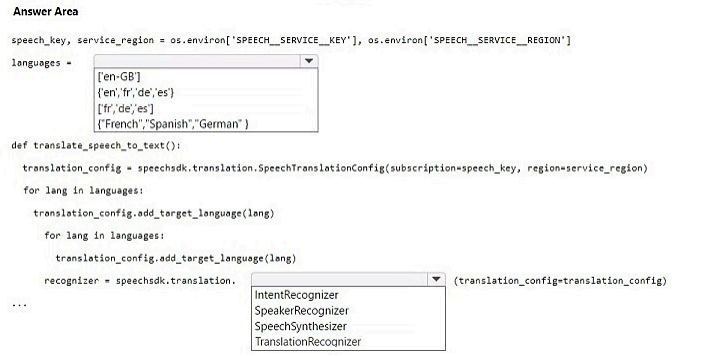 Answer Area
speech_key, service_region = os.environ['SPEECH__SERVICE__KEY'], os.environ['SPEECH__SERVICE__REGION']
languages =
['en-GB']
{'en','fr','de','es'}
['fr','de','es']
{"French","Spanish","German" }
def translate_speech_to_text():
translation_config = speechsdk.translation.SpeechTranslationConfig(subscription=speech_key, region=service_region)
for lang in languages:
translation_config.add_target_language(lang)
for lang in languages:
translation_config.add_target_language(lang)
recognizer = speechsdk.translation. (translation_config=translation_config)
IntentRecognizer
SpeakerRecognizer
SpeechSynthesizer
TranslationRecognizer
...